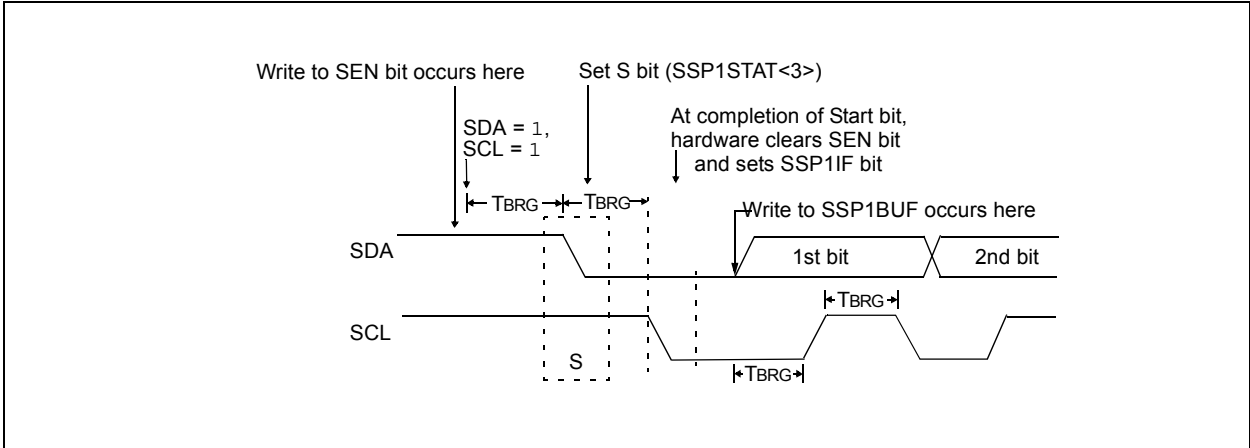 Write to SEN bit occurs here
Set S bit (SSP1STAT<3>)
SDA = 1,
SCL = 1
At completion of Start bit,
hardware clears SEN bit
and sets SSP1IF bit
TBRG
TBRG
Write to SSP1BUF occurs here
SDA
1st bit
2nd bit
TBRG
SCL
S
TBRG